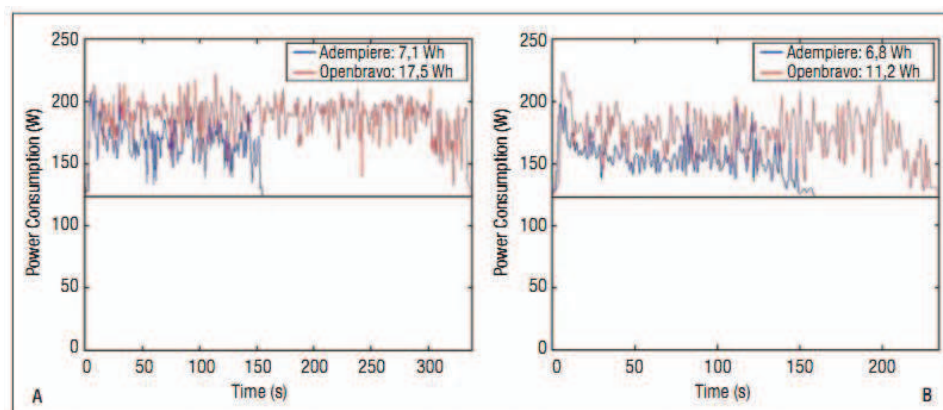 250
200
150
100
50
0
Power Consumption (W)
Adempiere: 7,1 Wh
Openbravo: 17,5 Wh
0 50 100 150 200 250 300
Time (s)
A
250
200
150
100
50
0
Power Consumption (W)
Adempiere: 6,8 Wh
Openbravo: 11,2 Wh
0 50 100 150 200
Time (s)
B